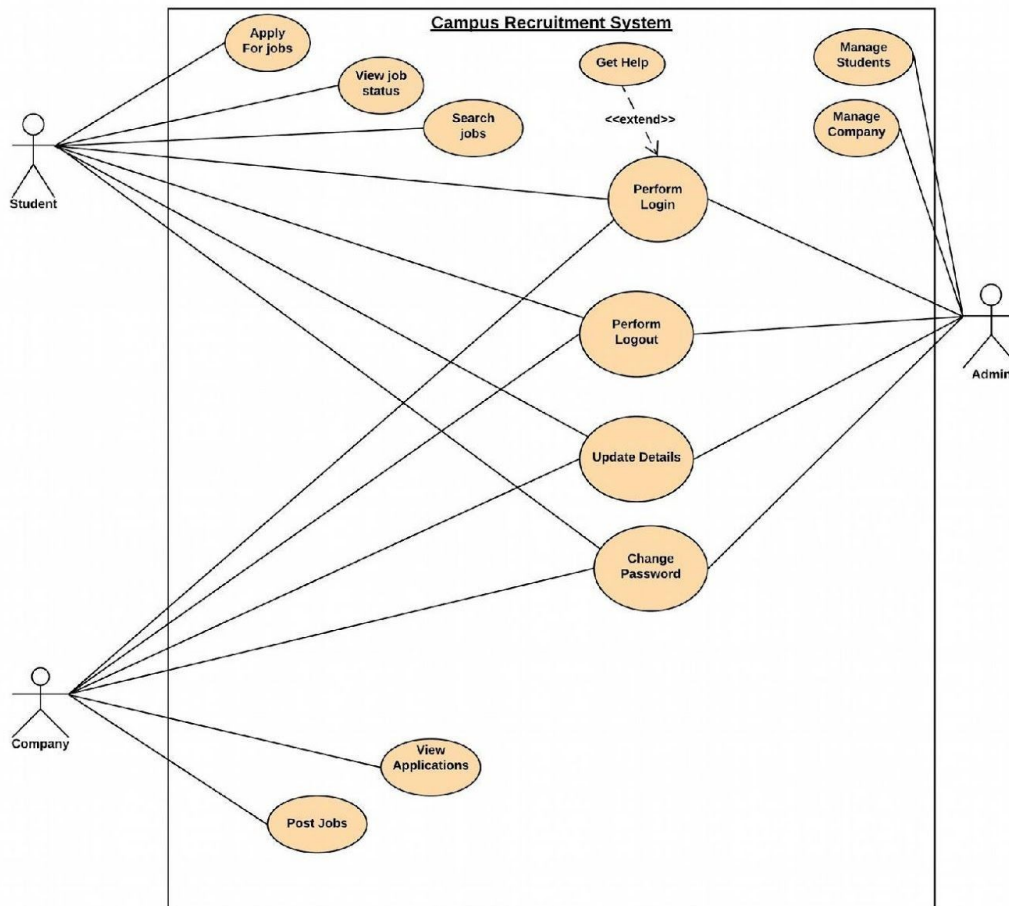 Campus Recruitment System
Apply
For jobs
View job
status
Search
jobs
Get Help
<<extend>>
Manage
Students
Manage
Company
Perform
Login
Student
Perform
Logout
Admin
Update Details
Change
Password
Company
View
Applications
Post Jobs